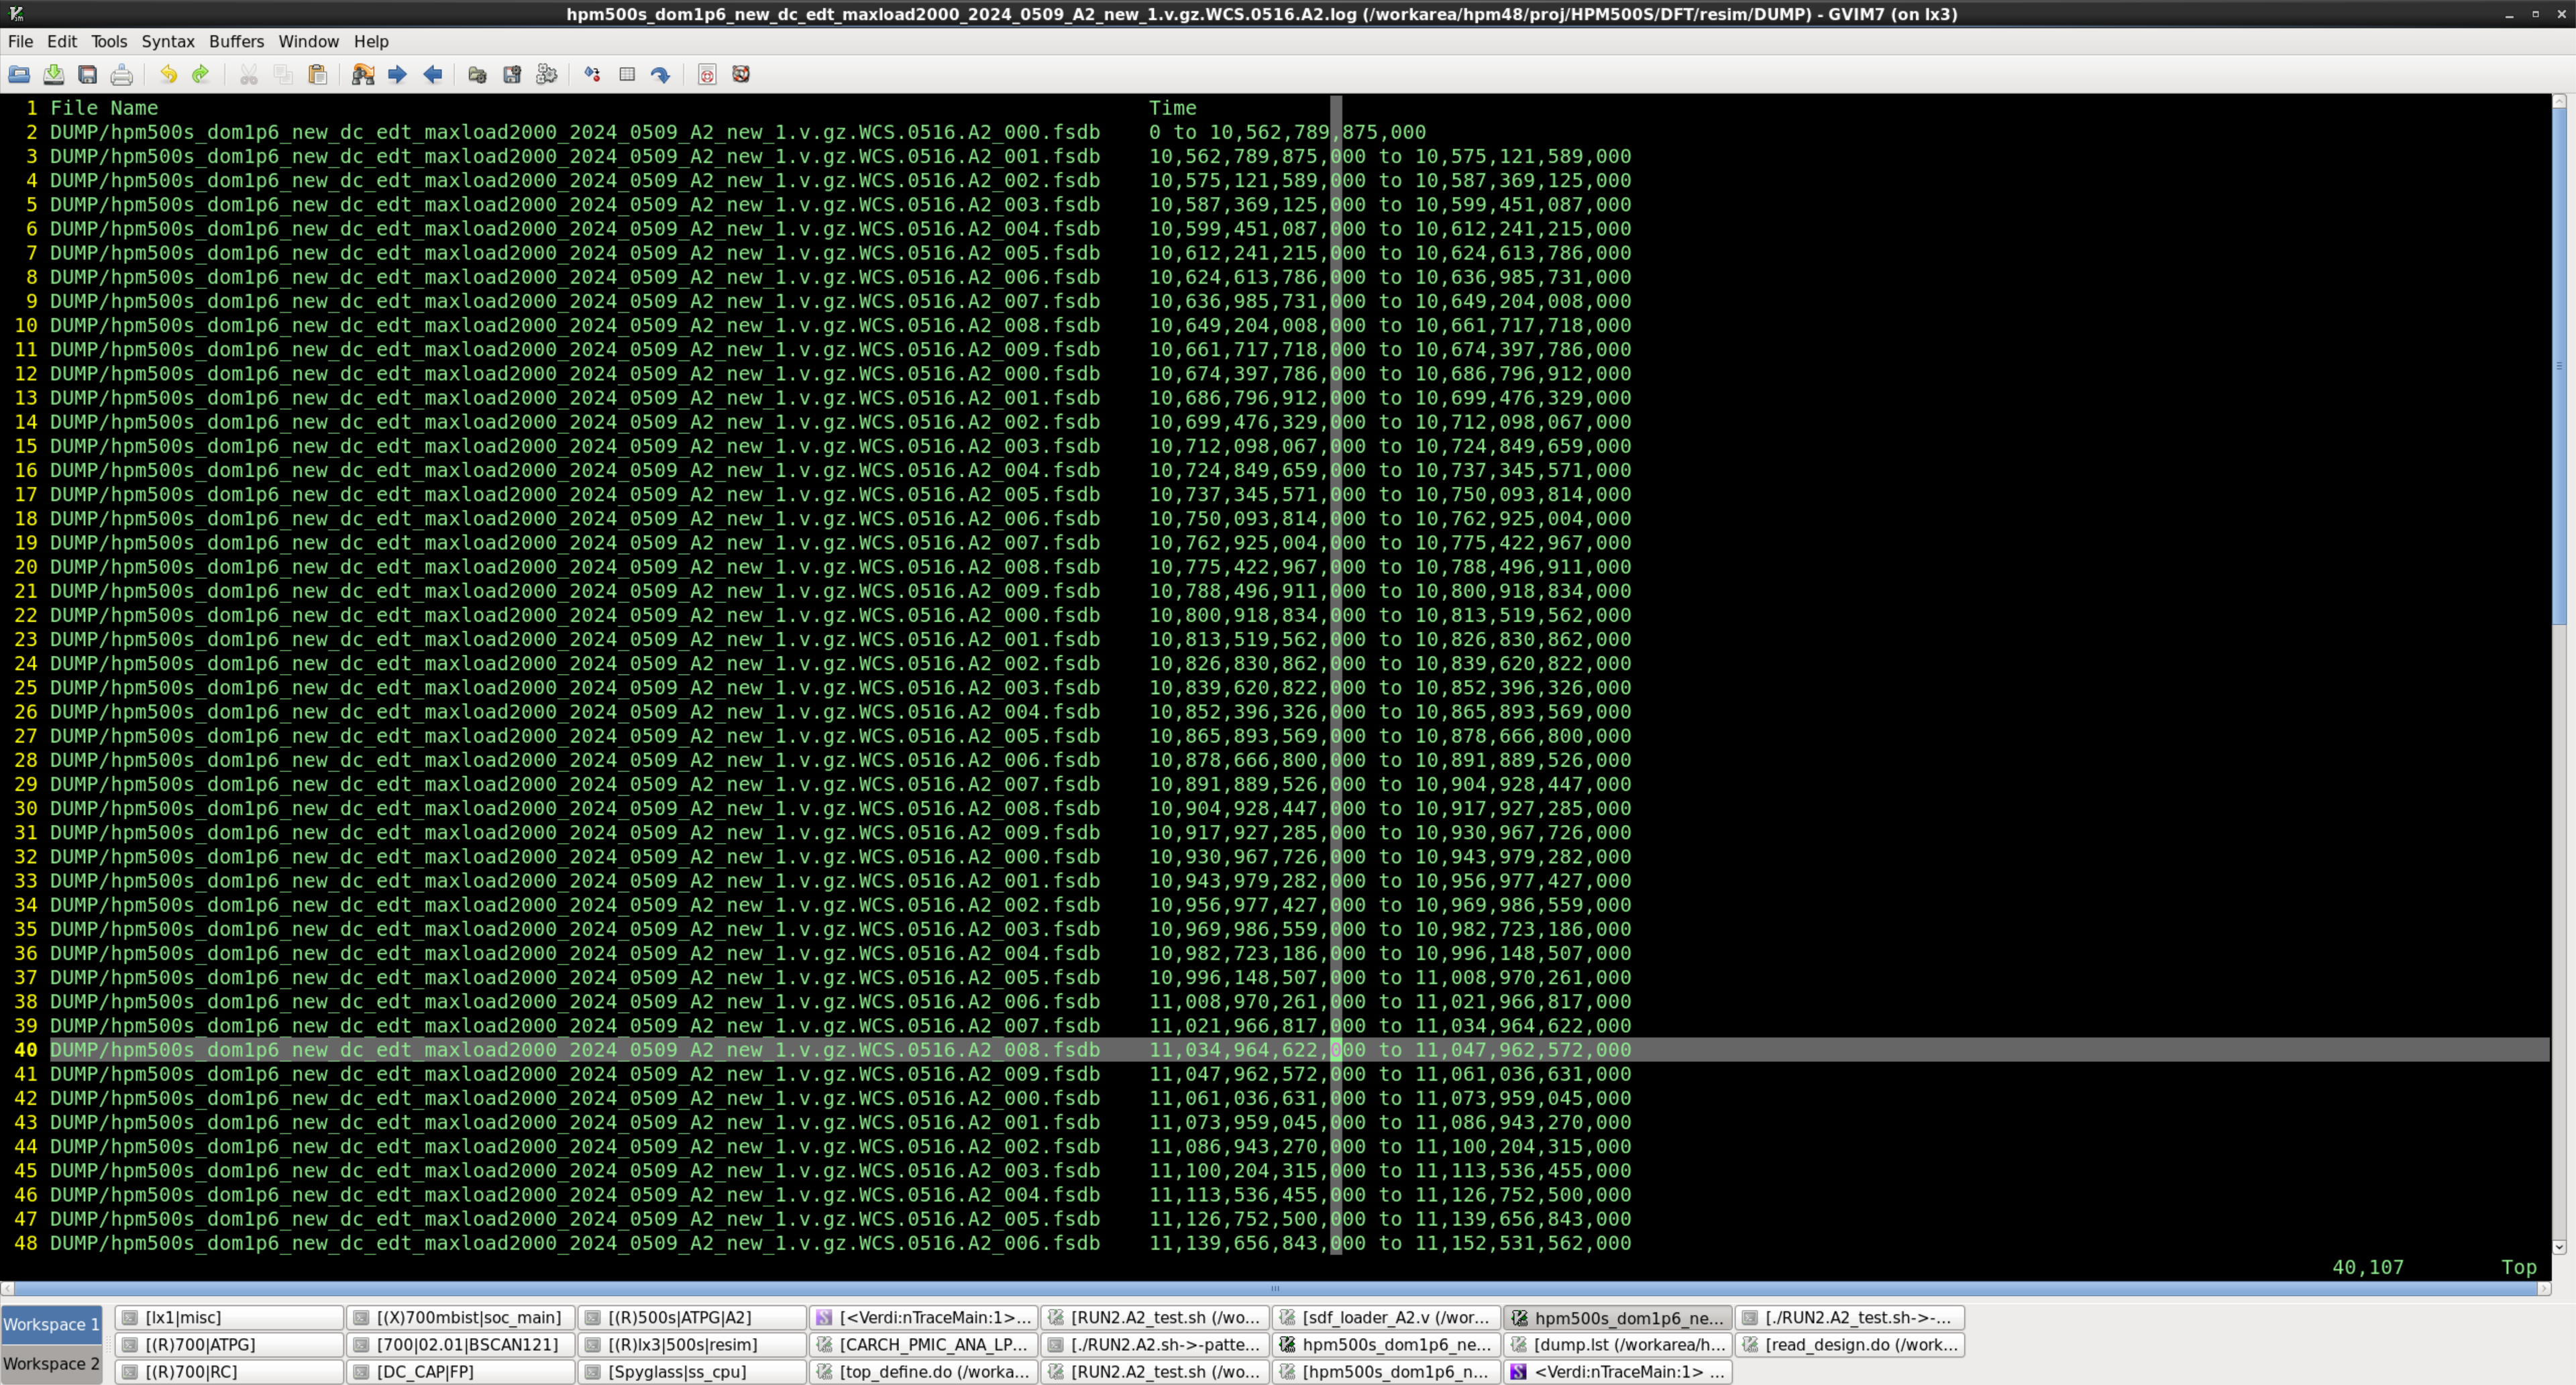 hpm500s_dom1p6_new_dc_edt_maxload2000_2024_0509_A2_new_1.v.gz.WCS.0516.A2.log (/workarea/hpm48/proj/HPM500S/DFT/resim/DUMP) - GVIM7 (on lx3)
File Edit Tools Syntax Buffers Window Help
1 File Name Time
2 DUMP/hpm500s_dom1p6_new_dc_edt_maxload2000_2024_0509_A2_new_1.v.gz.WCS.0516.A2_000.fsdb 0 to 10,562,789,875,000
3 DUMP/hpm500s_dom1p6_new_dc_edt_maxload2000_2024_0509_A2_new_1.v.gz.WCS.0516.A2_001.fsdb 10,562,789,875,000 to 10,575,121,589,000
4 DUMP/hpm500s_dom1p6_new_dc_edt_maxload2000_2024_0509_A2_new_1.v.gz.WCS.0516.A2_002.fsdb 10,575,121,589,000 to 10,587,369,125,000
5 DUMP/hpm500s_dom1p6_new_dc_edt_maxload2000_2024_0509_A2_new_1.v.gz.WCS.0516.A2_003.fsdb 10,587,369,125,000 to 10,599,451,087,000
6 DUMP/hpm500s_dom1p6_new_dc_edt_maxload2000_2024_0509_A2_new_1.v.gz.WCS.0516.A2_004.fsdb 10,599,451,087,000 to 10,612,241,215,000
7 DUMP/hpm500s_dom1p6_new_dc_edt_maxload2000_2024_0509_A2_new_1.v.gz.WCS.0516.A2_005.fsdb 10,612,241,215,000 to 10,624,613,786,000
8 DUMP/hpm500s_dom1p6_new_dc_edt_maxload2000_2024_0509_A2_new_1.v.gz.WCS.0516.A2_006.fsdb 10,624,613,786,000 to 10,636,985,731,000
9 DUMP/hpm500s_dom1p6_new_dc_edt_maxload2000_2024_0509_A2_new_1.v.gz.WCS.0516.A2_007.fsdb 10,636,985,731,000 to 10,649,204,008,000
10 DUMP/hpm500s_dom1p6_new_dc_edt_maxload2000_2024_0509_A2_new_1.v.gz.WCS.0516.A2_008.fsdb 10,649,204,008,000 to 10,661,717,718,000
11 DUMP/hpm500s_dom1p6_new_dc_edt_maxload2000_2024_0509_A2_new_1.v.gz.WCS.0516.A2_009.fsdb 10,661,717,718,000 to 10,674,397,786,000
12 DUMP/hpm500s_dom1p6_new_dc_edt_maxload2000_2024_0509_A2_new_1.v.gz.WCS.0516.A2_000.fsdb 10,674,397,786,000 to 10,686,796,912,000
13 DUMP/hpm500s_dom1p6_new_dc_edt_maxload2000_2024_0509_A2_new_1.v.gz.WCS.0516.A2_001.fsdb 10,686,796,912,000 to 10,699,476,329,000
14 DUMP/hpm500s_dom1p6_new_dc_edt_maxload2000_2024_0509_A2_new_1.v.gz.WCS.0516.A2_002.fsdb 10,699,476,329,000 to 10,712,098,067,000
15 DUMP/hpm500s_dom1p6_new_dc_edt_maxload2000_2024_0509_A2_new_1.v.gz.WCS.0516.A2_003.fsdb 10,712,098,067,000 to 10,724,849,659,000
16 DUMP/hpm500s_dom1p6_new_dc_edt_maxload2000_2024_0509_A2_new_1.v.gz.WCS.0516.A2_004.fsdb 10,724,849,659,000 to 10,737,345,571,000
17 DUMP/hpm500s_dom1p6_new_dc_edt_maxload2000_2024_0509_A2_new_1.v.gz.WCS.0516.A2_005.fsdb 10,737,345,571,000 to 10,750,093,814,000
18 DUMP/hpm500s_dom1p6_new_dc_edt_maxload2000_2024_0509_A2_new_1.v.gz.WCS.0516.A2_006.fsdb 10,750,093,814,000 to 10,762,925,004,000
19 DUMP/hpm500s_dom1p6_new_dc_edt_maxload2000_2024_0509_A2_new_1.v.gz.WCS.0516.A2_007.fsdb 10,762,925,004,000 to 10,775,422,967,000
20 DUMP/hpm500s_dom1p6_new_dc_edt_maxload2000_2024_0509_A2_new_1.v.gz.WCS.0516.A2_008.fsdb 10,775,422,967,000 to 10,788,496,911,000
21 DUMP/hpm500s_dom1p6_new_dc_edt_maxload2000_2024_0509_A2_new_1.v.gz.WCS.0516.A2_009.fsdb 10,788,496,911,000 to 10,800,918,834,000
22 DUMP/hpm500s_dom1p6_new_dc_edt_maxload2000_2024_0509_A2_new_1.v.gz.WCS.0516.A2_000.fsdb 10,800,918,834,000 to 10,813,519,562,000
23 DUMP/hpm500s_dom1p6_new_dc_edt_maxload2000_2024_0509_A2_new_1.v.gz.WCS.0516.A2_001.fsdb 10,813,519,562,000 to 10,826,830,862,000
24 DUMP/hpm500s_dom1p6_new_dc_edt_maxload2000_2024_0509_A2_new_1.v.gz.WCS.0516.A2_002.fsdb 10,826,830,862,000 to 10,839,620,822,000
25 DUMP/hpm500s_dom1p6_new_dc_edt_maxload2000_2024_0509_A2_new_1.v.gz.WCS.0516.A2_003.fsdb 10,839,620,822,000 to 10,852,396,326,000
26 DUMP/hpm500s_dom1p6_new_dc_edt_maxload2000_2024_0509_A2_new_1.v.gz.WCS.0516.A2_004.fsdb 10,852,396,326,000 to 10,865,893,569,000
27 DUMP/hpm500s_dom1p6_new_dc_edt_maxload2000_2024_0509_A2_new_1.v.gz.WCS.0516.A2_005.fsdb 10,865,893,569,000 to 10,878,666,800,000
28 DUMP/hpm500s_dom1p6_new_dc_edt_maxload2000_2024_0509_A2_new_1.v.gz.WCS.0516.A2_006.fsdb 10,878,666,800,000 to 10,891,889,526,000
29 DUMP/hpm500s_dom1p6_new_dc_edt_maxload2000_2024_0509_A2_new_1.v.gz.WCS.0516.A2_007.fsdb 10,891,889,526,000 to 10,904,928,447,000
30 DUMP/hpm500s_dom1p6_new_dc_edt_maxload2000_2024_0509_A2_new_1.v.gz.WCS.0516.A2_008.fsdb 10,904,928,447,000 to 10,917,927,285,000
31 DUMP/hpm500s_dom1p6_new_dc_edt_maxload2000_2024_0509_A2_new_1.v.gz.WCS.0516.A2_009.fsdb 10,917,927,285,000 to 10,930,967,726,000
32 DUMP/hpm500s_dom1p6_new_dc_edt_maxload2000_2024_0509_A2_new_1.v.gz.WCS.0516.A2_000.fsdb 10,930,967,726,000 to 10,943,979,282,000
33 DUMP/hpm500s_dom1p6_new_dc_edt_maxload2000_2024_0509_A2_new_1.v.gz.WCS.0516.A2_001.fsdb 10,943,979,282,000 to 10,956,977,427,000
34 DUMP/hpm500s_dom1p6_new_dc_edt_maxload2000_2024_0509_A2_new_1.v.gz.WCS.0516.A2_002.fsdb 10,956,977,427,000 to 10,969,986,559,000
35 DUMP/hpm500s_dom1p6_new_dc_edt_maxload2000_2024_0509_A2_new_1.v.gz.WCS.0516.A2_003.fsdb 10,969,986,559,000 to 10,982,723,186,000
36 DUMP/hpm500s_dom1p6_new_dc_edt_maxload2000_2024_0509_A2_new_1.v.gz.WCS.0516.A2_004.fsdb 10,982,723,186,000 to 10,996,148,507,000
37 DUMP/hpm500s_dom1p6_new_dc_edt_maxload2000_2024_0509_A2_new_1.v.gz.WCS.0516.A2_005.fsdb 10,996,148,507,000 to 11,008,970,261,000
38 DUMP/hpm500s_dom1p6_new_dc_edt_maxload2000_2024_0509_A2_new_1.v.gz.WCS.0516.A2_006.fsdb 11,008,970,261,000 to 11,021,966,817,000
39 DUMP/hpm500s_dom1p6_new_dc_edt_maxload2000_2024_0509_A2_new_1.v.gz.WCS.0516.A2_007.fsdb 11,021,966,817,000 to 11,034,964,622,000
40 DUMP/hpm500s_dom1p6_new_dc_edt_maxload2000_2024_0509_A2_new_1.v.gz.WCS.0516.A2_008.fsdb 11,034,964,622,000 to 11,047,962,572,000
41 DUMP/hpm500s_dom1p6_new_dc_edt_maxload2000_2024_0509_A2_new_1.v.gz.WCS.0516.A2_009.fsdb 11,047,962,572,000 to 11,061,036,631,000
42 DUMP/hpm500s_dom1p6_new_dc_edt_maxload2000_2024_0509_A2_new_1.v.gz.WCS.0516.A2_000.fsdb 11,061,036,631,000 to 11,073,959,045,000
43 DUMP/hpm500s_dom1p6_new_dc_edt_maxload2000_2024_0509_A2_new_1.v.gz.WCS.0516.A2_001.fsdb 11,073,959,045,000 to 11,086,943,270,000
44 DUMP/hpm500s_dom1p6_new_dc_edt_maxload2000_2024_0509_A2_new_1.v.gz.WCS.0516.A2_002.fsdb 11,086,943,270,000 to 11,100,204,315,000
45 DUMP/hpm500s_dom1p6_new_dc_edt_maxload2000_2024_0509_A2_new_1.v.gz.WCS.0516.A2_003.fsdb 11,100,204,315,000 to 11,113,536,455,000
46 DUMP/hpm500s_dom1p6_new_dc_edt_maxload2000_2024_0509_A2_new_1.v.gz.WCS.0516.A2_004.fsdb 11,113,536,455,000 to 11,126,752,500,000
47 DUMP/hpm500s_dom1p6_new_dc_edt_maxload2000_2024_0509_A2_new_1.v.gz.WCS.0516.A2_005.fsdb 11,126,752,500,000 to 11,139,656,843,000
48 DUMP/hpm500s_dom1p6_new_dc_edt_maxload2000_2024_0509_A2_new_1.v.gz.WCS.0516.A2_006.fsdb 11,139,656,843,000 to 11,152,531,562,000
40,107 Top
Workspace 1 [lx1|misc] [(X)700mbist|soc_main] [(R)500s|ATPG|A2] [<Verdi:nTraceMain:1>... [RUN2.A2_test.sh (/wo... [sdf_loader_A2.v (/wor... hpm500s_dom1p6_ne... [./RUN2.A2_test.sh->-...
[(R)700|ATPG] [700|02.01|BSCAN121] [(R)lx3|500s|resim] [CARCH_PMIC_ANA_LP... [./RUN2.A2.sh->-patte... hpm500s_dom1p6_ne... [dump.lst (/workarea/h... [read_design.do (/work...
Workspace 2 [(R)700|RC] [DC_CAP|FP] [Spyglass|ss_cpu] [top_define.do (/worka... [RUN2.A2_test.sh (/wo... [hpm500s_dom1p6_n... <Verdi:nTraceMain:1> ...